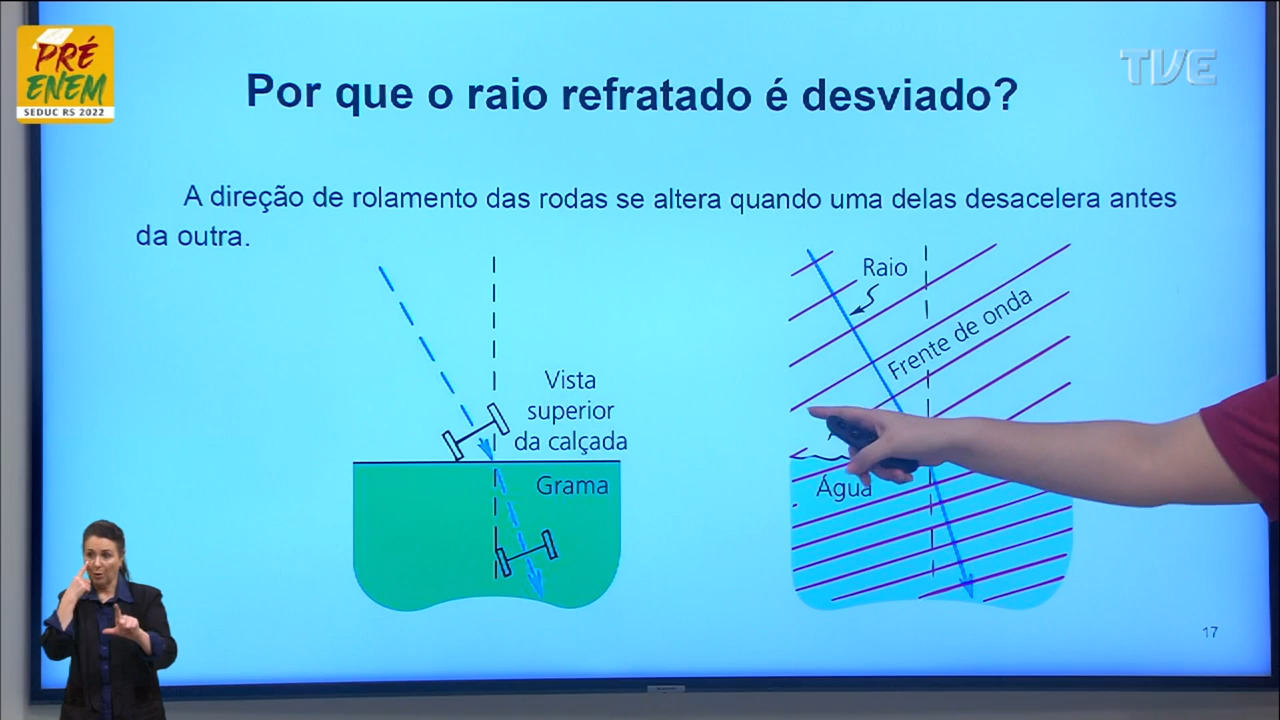 PRÉ
ENEM
SEDUC RS 2022
TVE
Por que o raio refratado é desviado?
A direção de rolamento das rodas se altera quando uma delas desacelera antes
da outra.
Raio
Frente de onda
Vista
superior
da calçada
Grama
Água
17